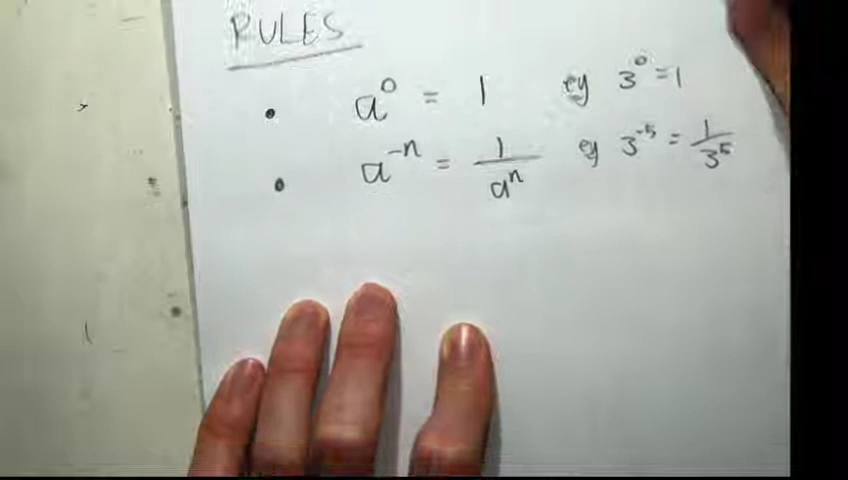 RULES
• a⁰ = 1 eg 3⁰ = 1
• a⁻ⁿ = 1/aⁿ eg 3⁻⁵ = 1/3⁵